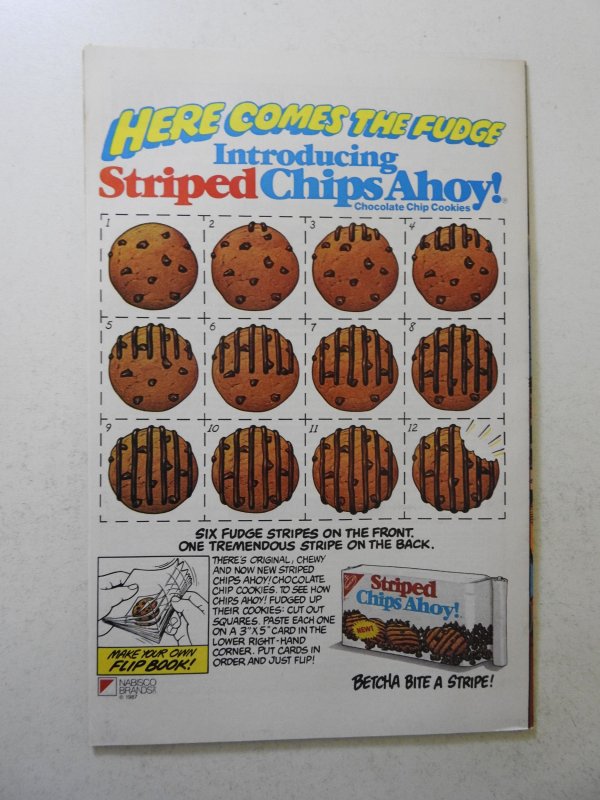 HERE COMES THE FUDGE
Introducing
Striped Chips Ahoy!®
Chocolate Chip Cookies
1 2 3 4
5 6 7 8
9 10 11 12
SIX FUDGE STRIPES ON THE FRONT.
ONE TREMENDOUS STRIPE ON THE BACK.
THERE'S ORIGINAL, CHEWY
AND NOW NEW STRIPED
CHIPS AHOY! CHOCOLATE
CHIP COOKIES. TO SEE HOW
CHIPS AHOY! FUDGED UP
THEIR COOKIES: CUT OUT
SQUARES. PASTE EACH ONE
ON A 3"X5" CARD IN THE
LOWER RIGHT-HAND
CORNER. PUT CARDS IN
ORDER AND JUST FLIP!
MAKE YOUR OWN
FLIP BOOK!
Striped
Chips Ahoy!
NEW!
BETCHA BITE A STRIPE!
NABISCO
BRANDS
© 1987